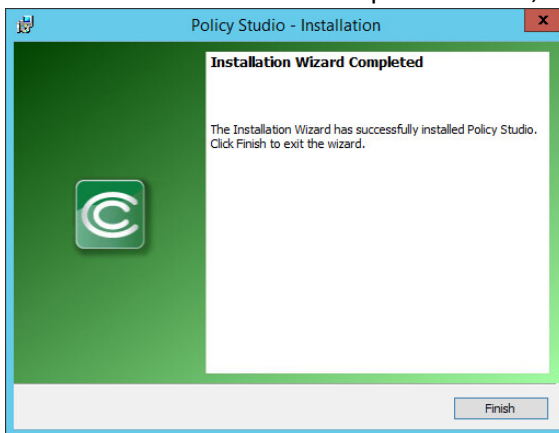 Policy Studio - Installation
x
Installation Wizard Completed
The Installation Wizard has successfully installed Policy Studio.
Click Finish to exit the wizard.
Finish